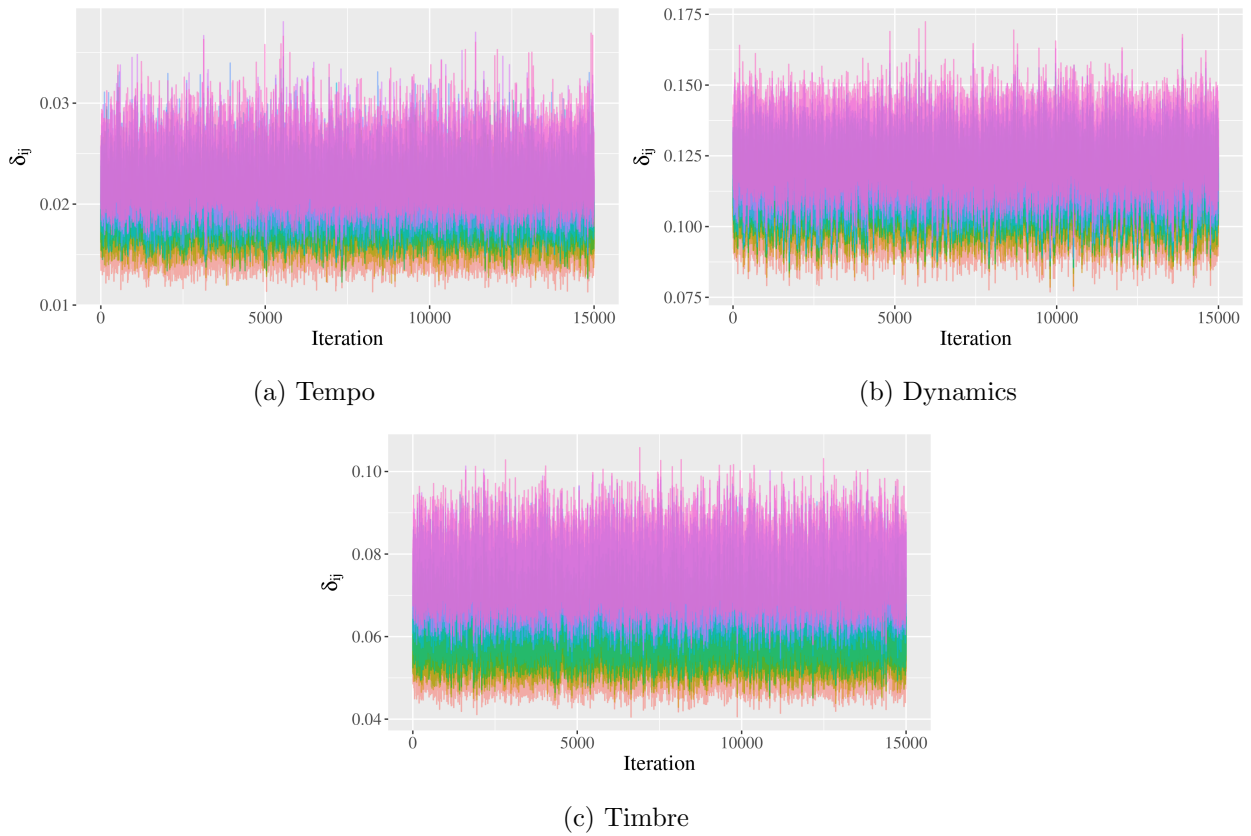 0.03
0.02
0.01
δij
0 5000 10000 15000
Iteration
(a) Tempo
0.175
0.150
0.125
0.100
0.075
δij
0 5000 10000 15000
Iteration
(b) Dynamics
0.10
0.08
0.06
0.04
δij
0 5000 10000 15000
Iteration
(c) Timbre